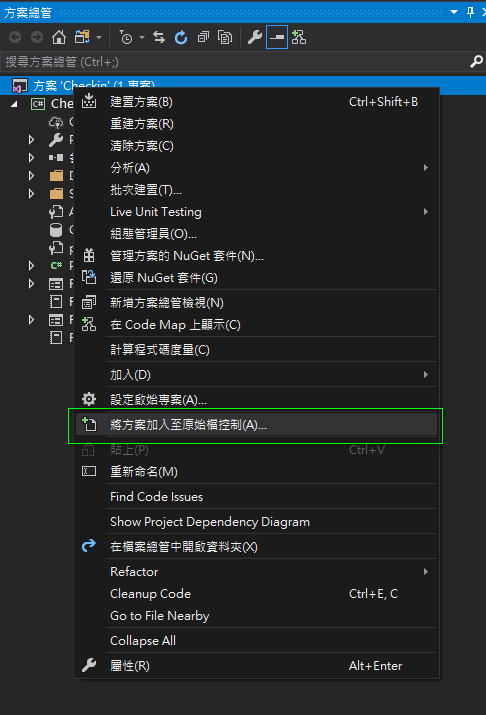 方案總管
搜尋方案總管 (Ctrl+;)
方案 'Checkin' (1 專案)
C# Che
建置方案(B) Ctrl+Shift+B
重建方案(R)
清除方案(C)
分析(A)
批次建置(T)...
Live Unit Testing
組態管理員(O)...
管理方案的 NuGet 套件(N)...
還原 NuGet 套件(G)
新增方案總管檢視(N)
在 Code Map 上顯示(C)
計算程式碼度量(C)
加入(D)
設定啟始專案(A)...
將方案加入至原始檔控制(A)...
貼上(P) Ctrl+V
重新命名(M)
Find Code Issues
Show Project Dependency Diagram
在檔案總管中開啟資料夾(X)
Refactor
Cleanup Code Ctrl+E, C
Go to File Nearby
Collapse All
屬性(R) Alt+Enter